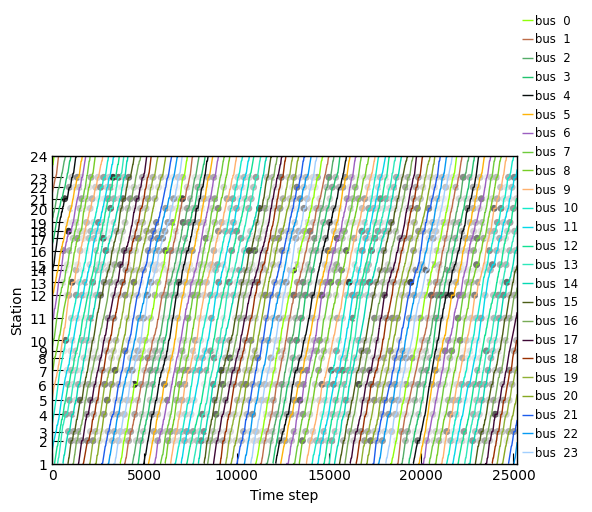 bus 0
bus 1
bus 2
bus 3
bus 4
bus 5
bus 6
bus 7
bus 8
bus 9
bus 10
bus 11
bus 12
bus 13
bus 14
bus 15
bus 16
bus 17
bus 18
bus 19
bus 20
bus 21
bus 22
bus 23
24
23
22
21
20
19
18
17
16
15
14
13
12
11
10
9
8
7
6
5
4
3
2
1
Station
0 5000 10000 15000 20000 25000
Time step